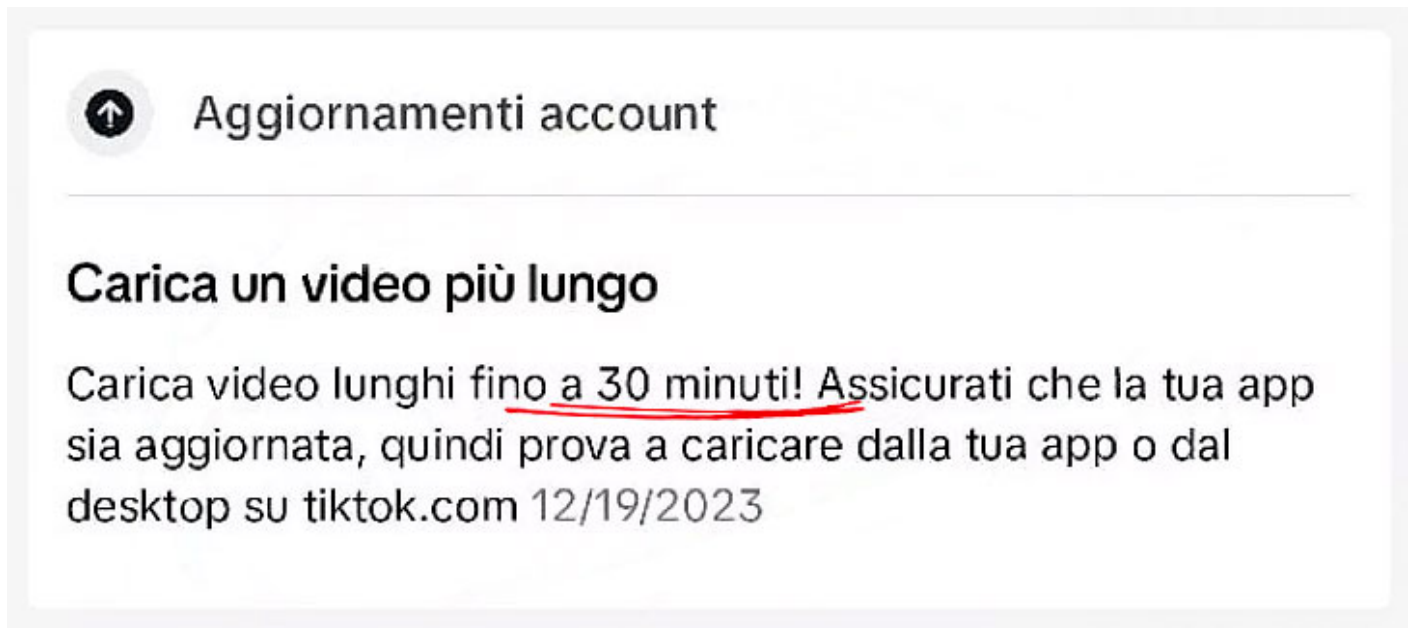 Aggiornamenti account
Carica un video più lungo
Carica video lunghi fino a 30 minuti! Assicurati che la tua app
sia aggiornata, quindi prova a caricare dalla tua app o dal
desktop su tiktok.com 12/19/2023